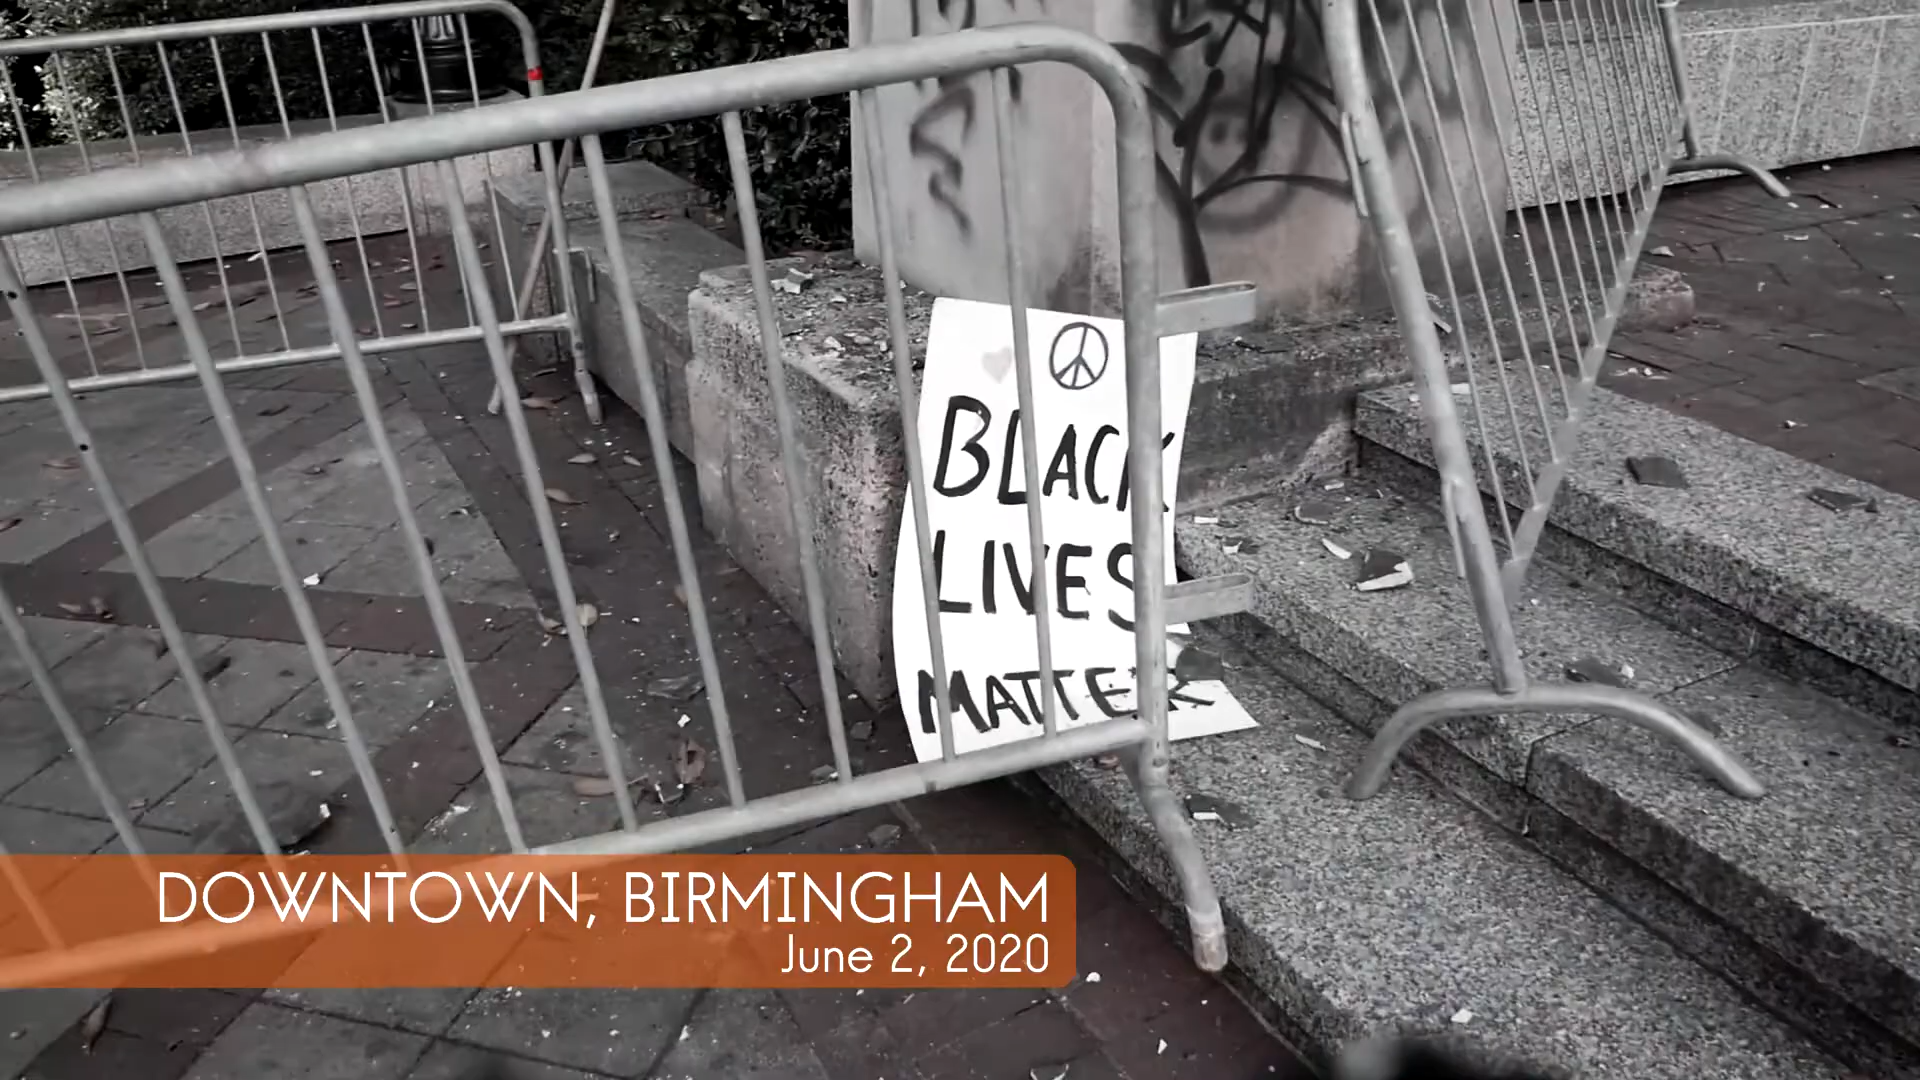 BLACK
LIVES
MATTER
DOWNTOWN, BIRMINGHAM
June 2, 2020